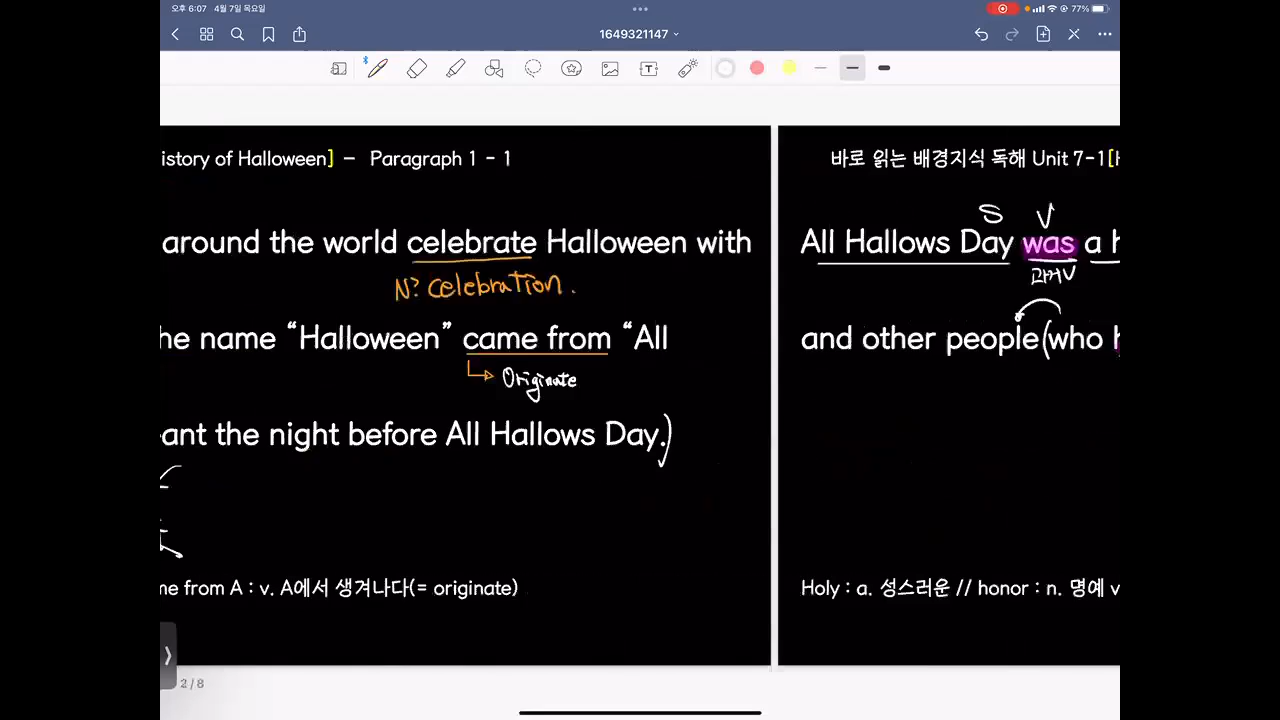 오후 6:07 4월 7일 목요일
77%
1649321147
istory of Halloween] – Paragraph 1 - 1
around the world celebrate Halloween with
N? celebration.
he name “Halloween” came from “All
Originate
ant the night before All Hallows Day.)
me from A : v. A에서 생겨나다(= originate)
2/8
바로 읽는 배경지식 독해 Unit 7-1[H
S V
All Hallows Day was a h
과거V
and other people(who h
Holy : a. 성스러운 // honor : n. 명예 v